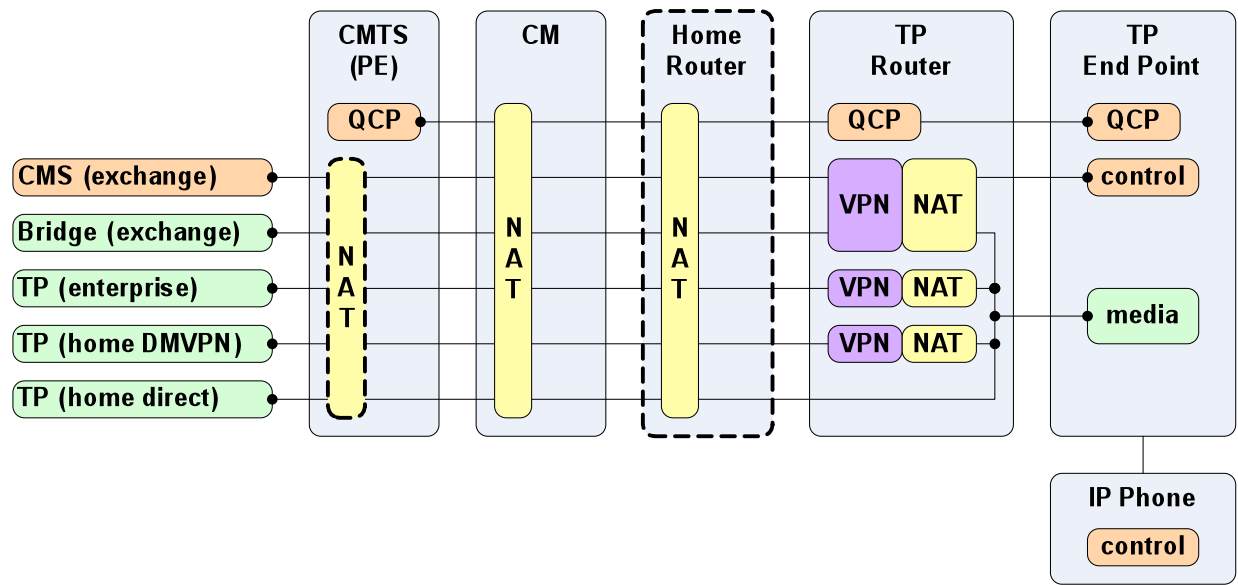 CMTS
(PE)
CM
Home
Router
TP
Router
TP
End Point
QCP
QCP
QCP
CMS (exchange)
control
Bridge (exchange)
VPN
NAT
N
A
T
N
A
T
N
A
T
TP (enterprise)
VPN
NAT
media
TP (home DMVPN)
VPN
NAT
TP (home direct)
IP Phone
control